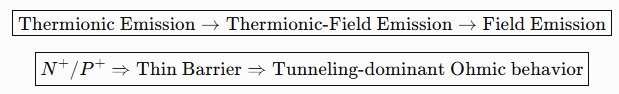 Thermionic Emission → Thermionic-Field Emission → Field Emission
N⁺/P⁺ ⇒ Thin Barrier ⇒ Tunneling-dominant Ohmic behavior